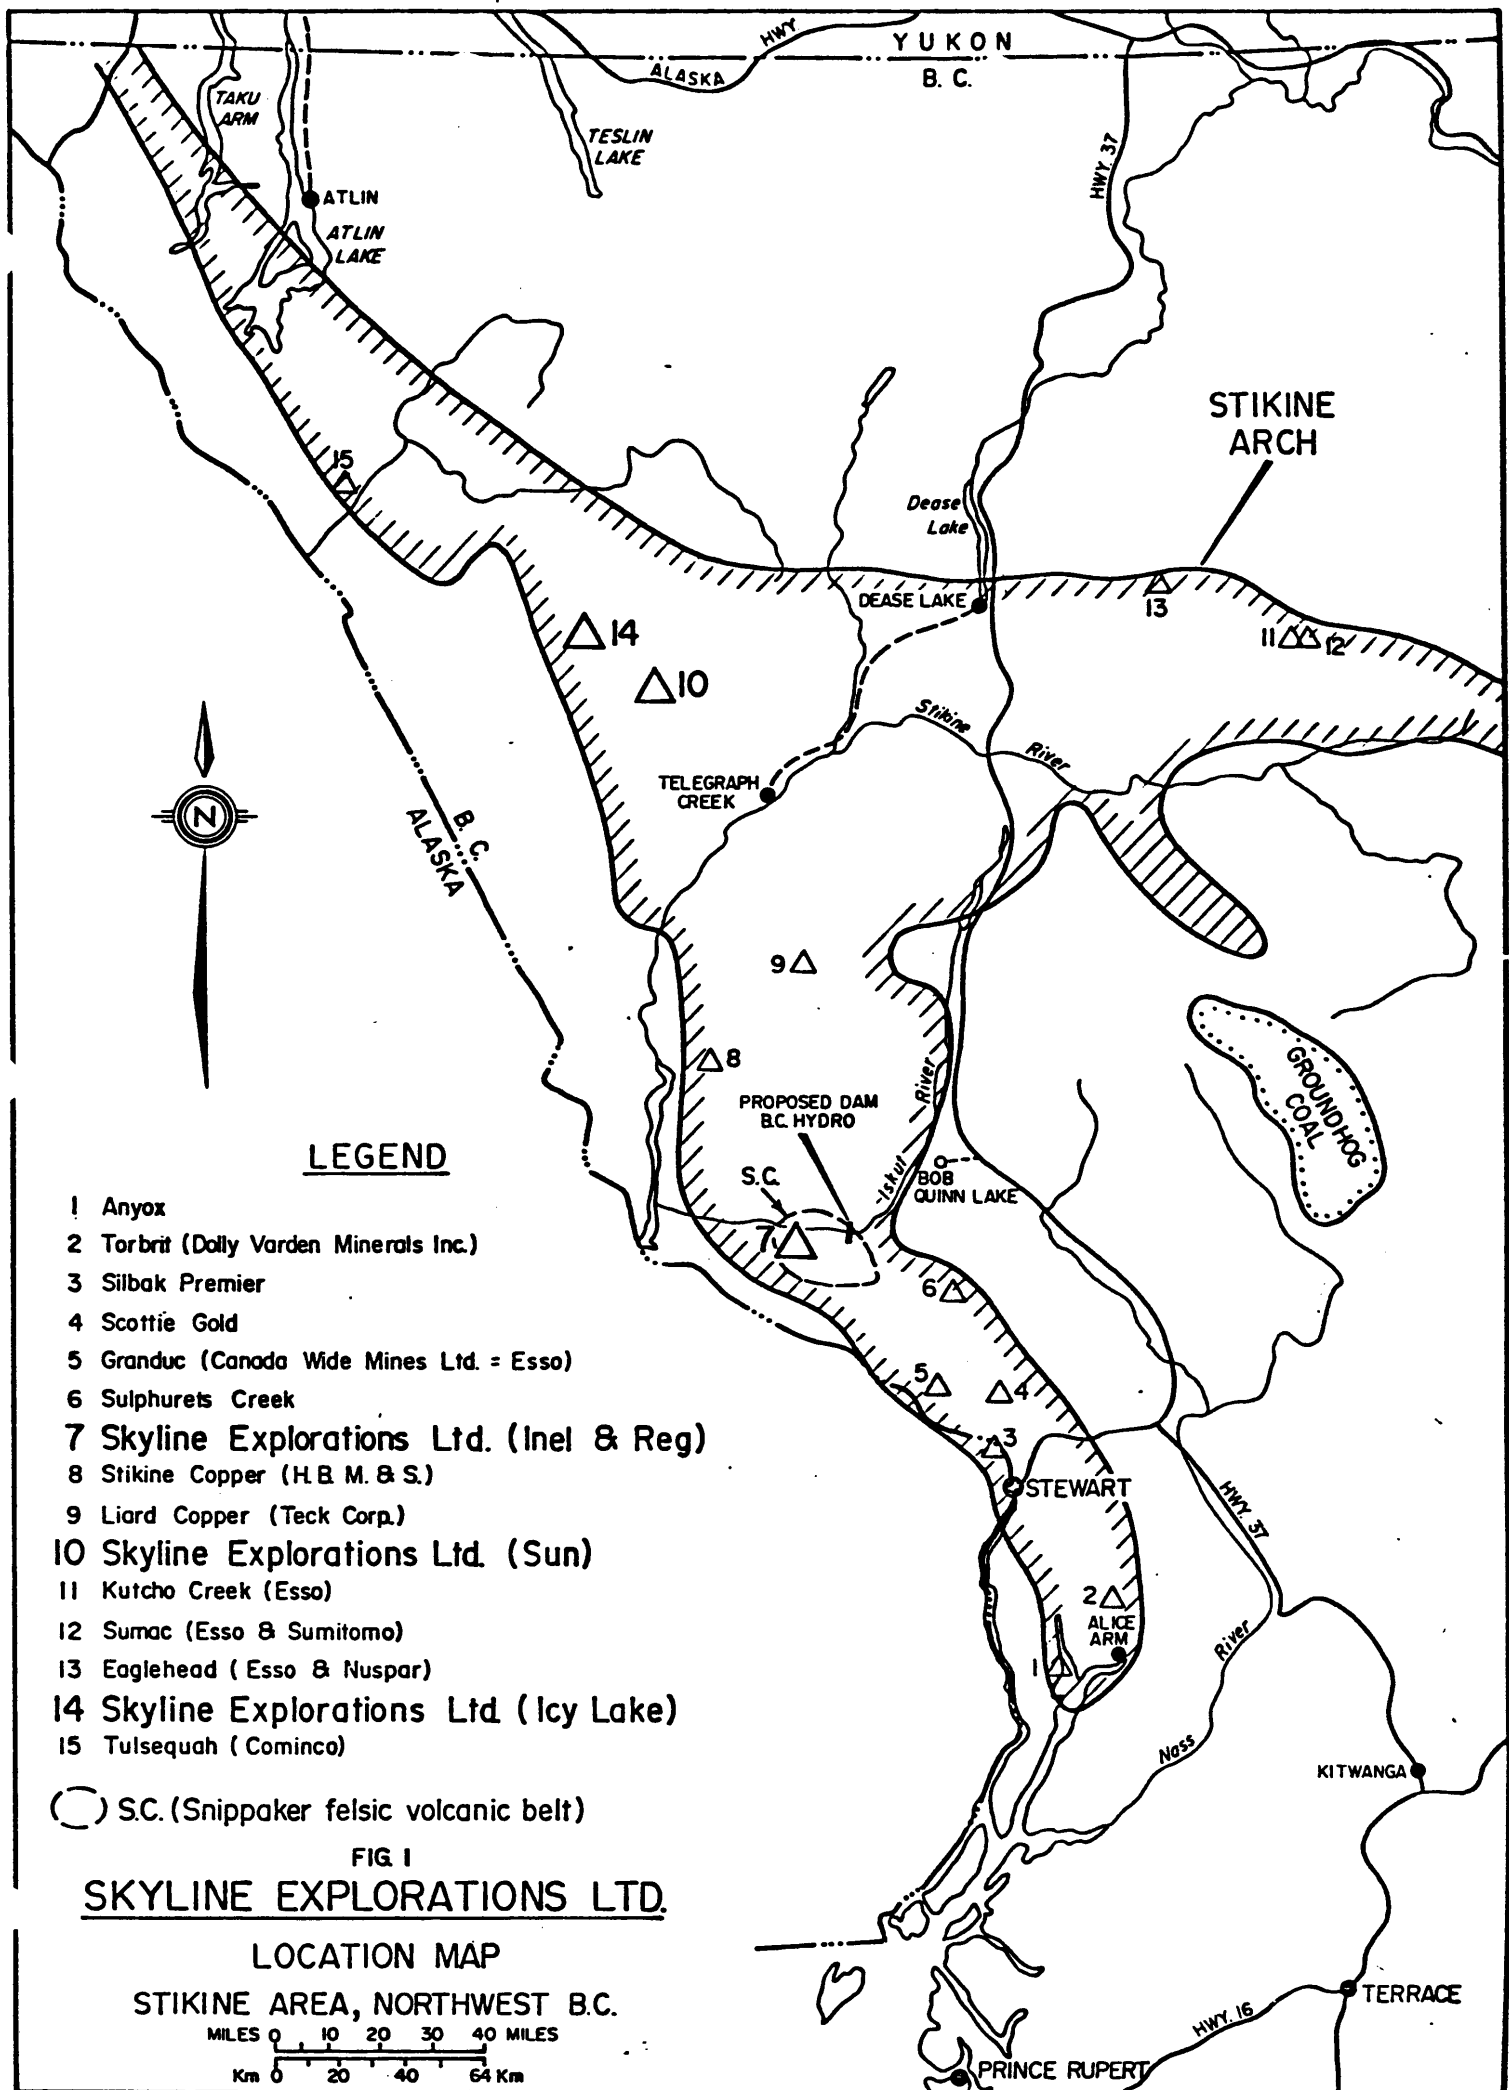 YUKON
B. C.
ALASKA
HWY
TAKU
ARM
TESLIN
LAKE
HWY. 37
ATLIN
ATLIN
LAKE
STIKINE
ARCH
15
Dease
Lake
DEASE LAKE
13
14
11
12
10
Stikine
River
TELEGRAPH
CREEK
N
B. C.
ALASKA
9
8
GROUNDHOG
COAL
PROPOSED DAM
B.C. HYDRO
River
Iskut
S.C.
BOB
QUINN LAKE
7
6
5
4
3
STEWART
HWY. 37
2
ALICE
ARM
1
River
Nass
KITWANGA
TERRACE
HWY. 16
PRINCE RUPERT
LEGEND
1 Anyox
2 Torbrit (Dolly Varden Minerals Inc.)
3 Silbak Premier
4 Scottie Gold
5 Granduc (Canada Wide Mines Ltd. = Esso)
6 Sulphurets Creek
7 Skyline Explorations Ltd. (Inel & Reg)
8 Stikine Copper (H.B. M. & S.)
9 Liard Copper (Teck Corp.)
10 Skyline Explorations Ltd. (Sun)
11 Kutcho Creek (Esso)
12 Sumac (Esso & Sumitomo)
13 Eaglehead ( Esso & Nuspar)
14 Skyline Explorations Ltd. ( Icy Lake)
15 Tulsequah ( Cominco)
S.C. (Snippaker felsic volcanic belt)
FIG. 1
SKYLINE EXPLORATIONS LTD.
LOCATION MAP
STIKINE AREA, NORTHWEST B.C.
MILES 0 10 20 30 40 MILES
Km 0 20 40 64 Km